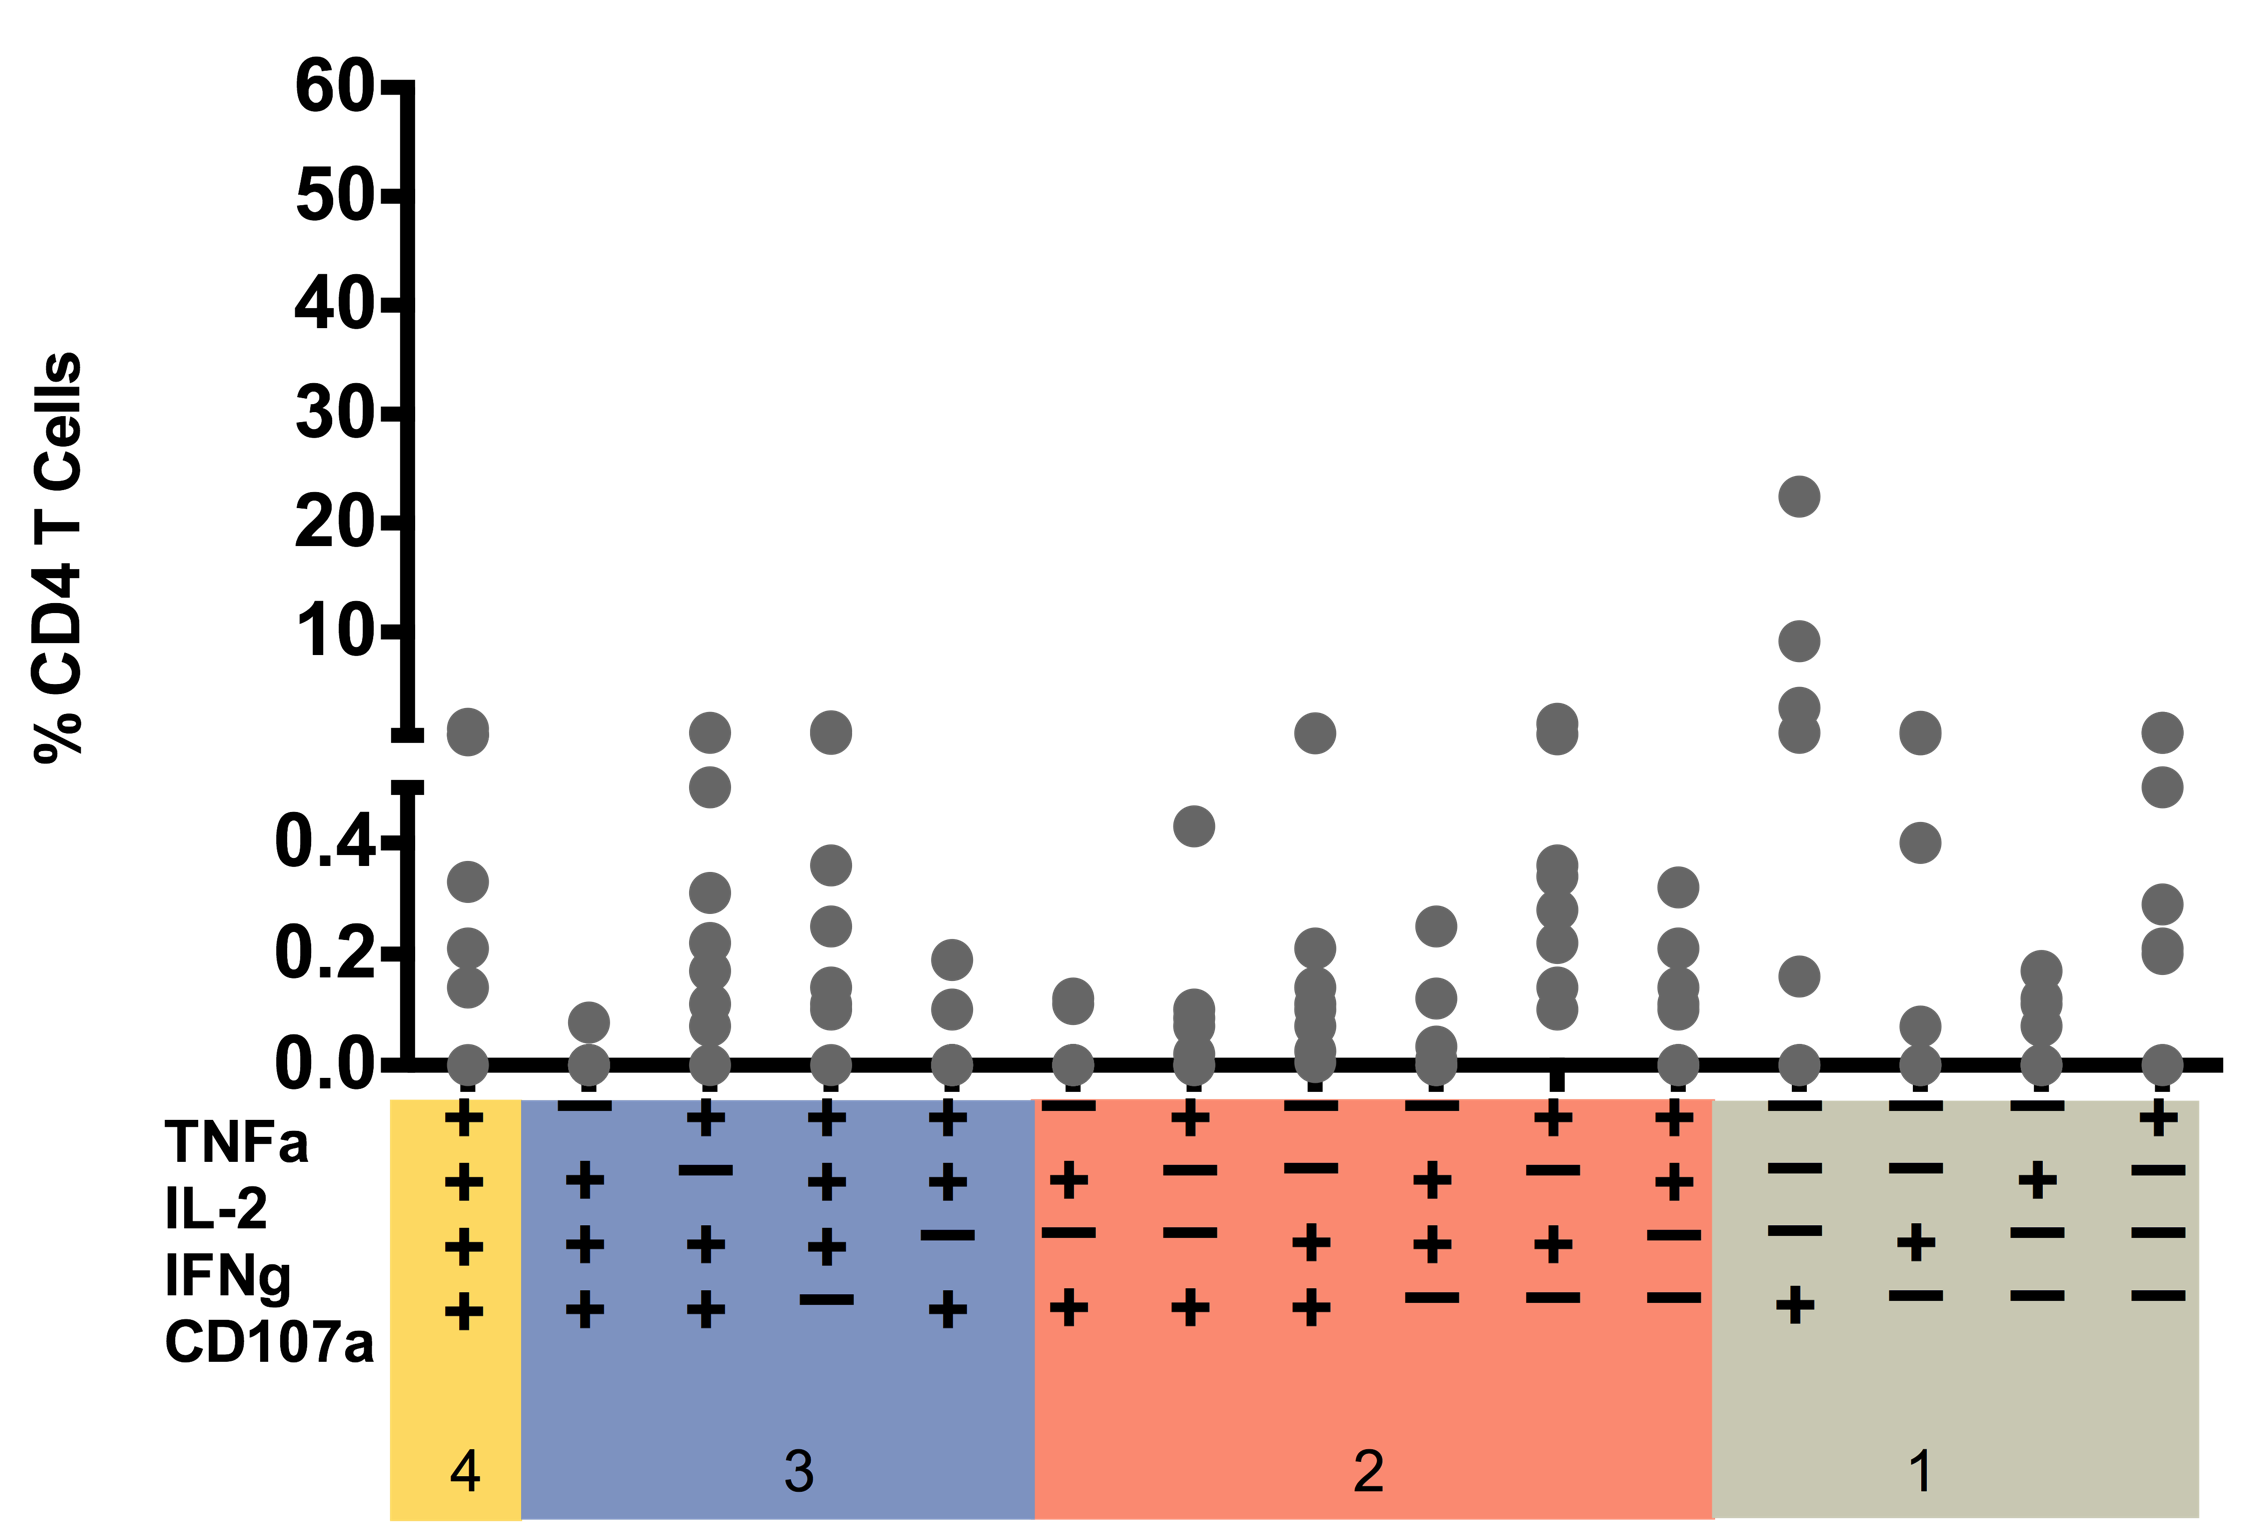 60
50
40
30
20
10
0.4
0.2
0.0
% CD4 T Cells
TNFa + − + + + − + − − + + − − − +
IL-2 + + − + + + − − + − + − − + −
IFNg + + + + − − − + + + − − + − −
CD107a + + + − + + + + − − − + − − −
4 3 2 1